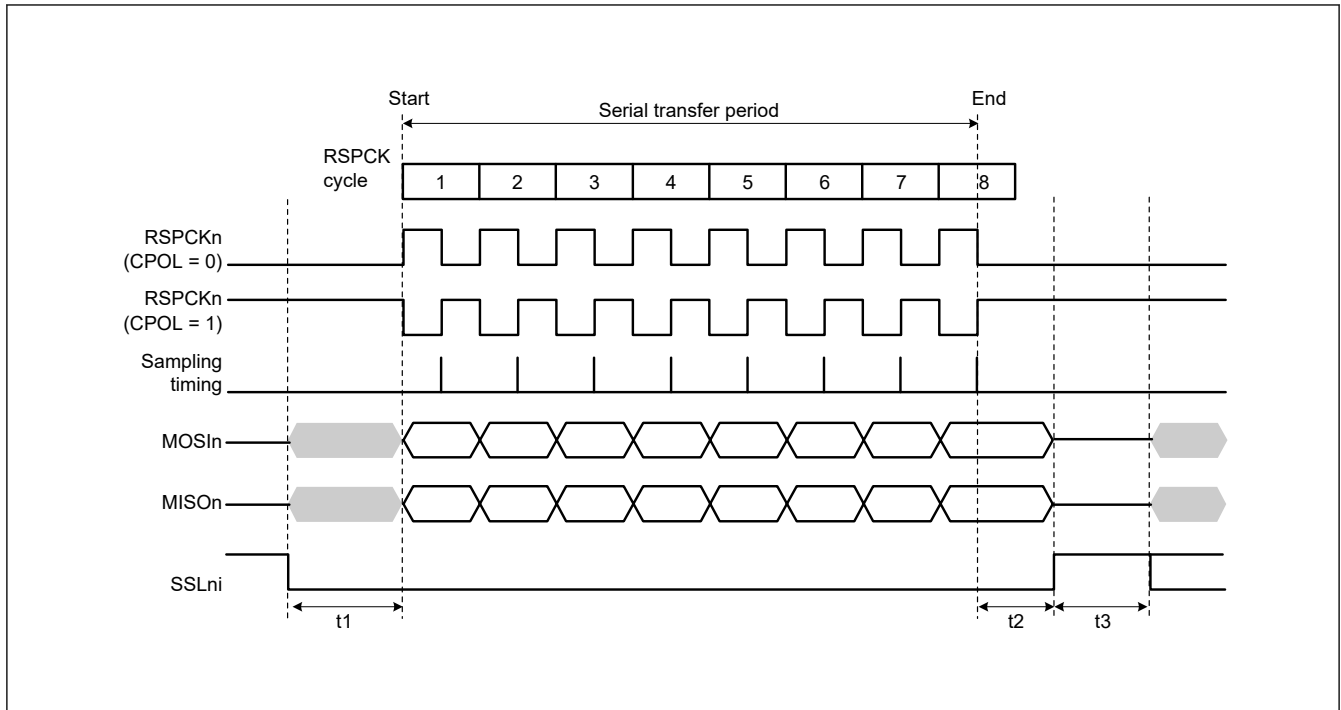 Start
End
Serial transfer period
RSPCK
cycle
1 2 3 4 5 6 7 8
RSPCKn
(CPOL = 0)
RSPCKn
(CPOL = 1)
Sampling
timing
MOSIn
MISOn
SSLni
t1
t2
t3